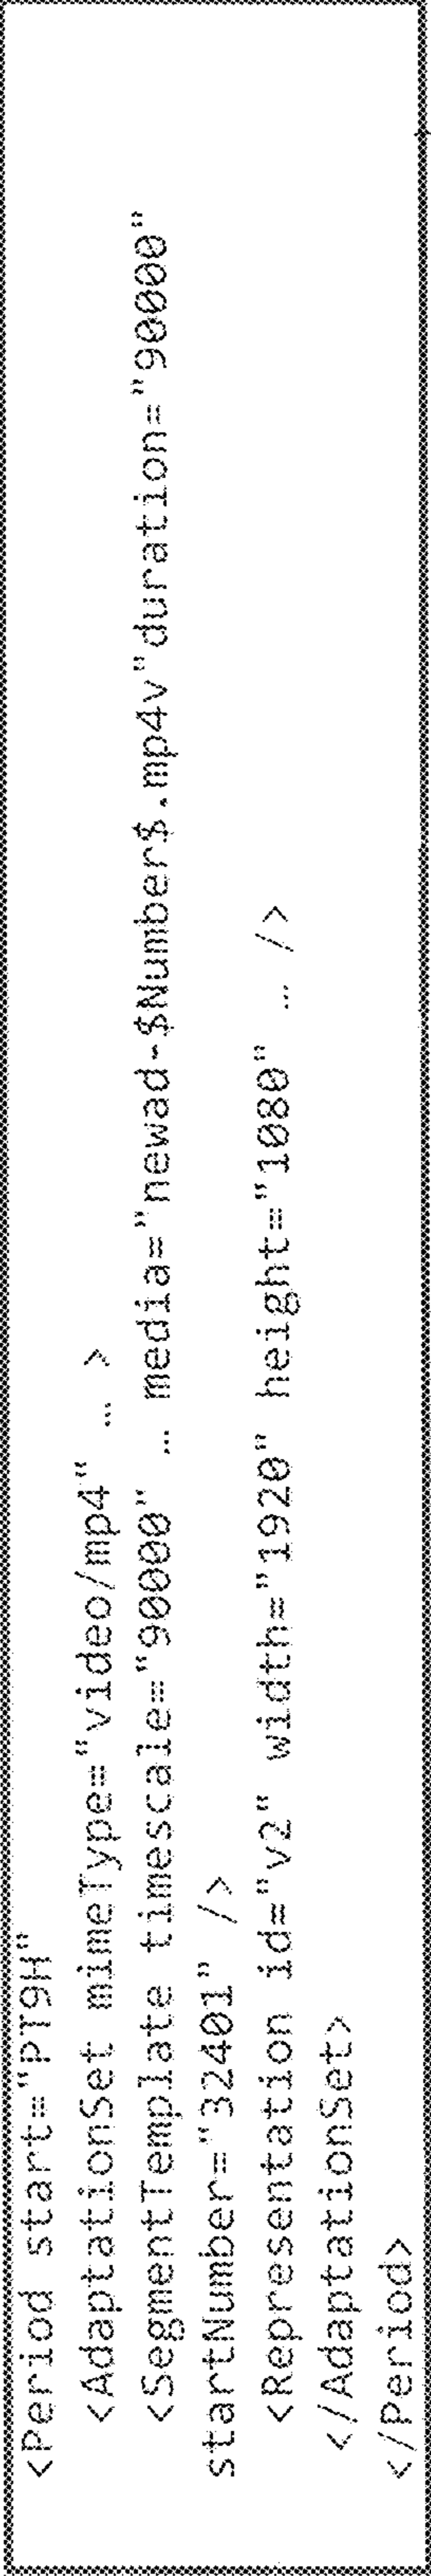 <Period start="PT9H"
<AdaptationSet mimeType="video/mp4" … >
<SegmentTemplate timescale="90000" … media="newad-$Number$.mp4v"duration="90000"
startNumber="32401" />
<Representation id="v2" width="1920" height="1080" … />
</AdaptationSet>
</Period>